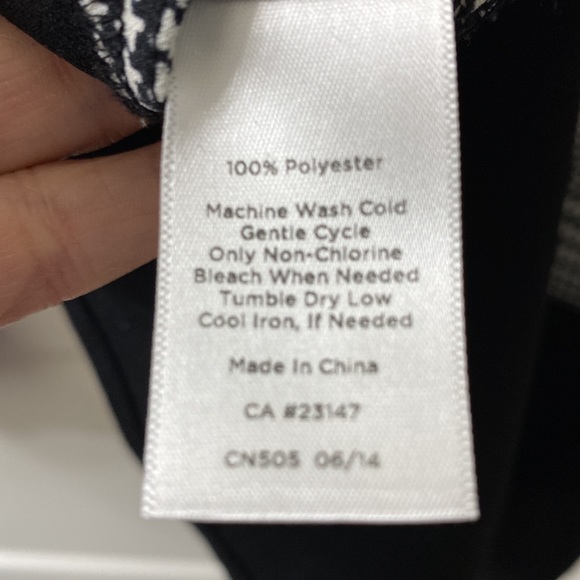 100% Polyester
Machine Wash Cold
Gentle Cycle
Only Non-Chlorine
Bleach When Needed
Tumble Dry Low
Cool Iron, If Needed
Made In China
CA #23147
CN505 06/14